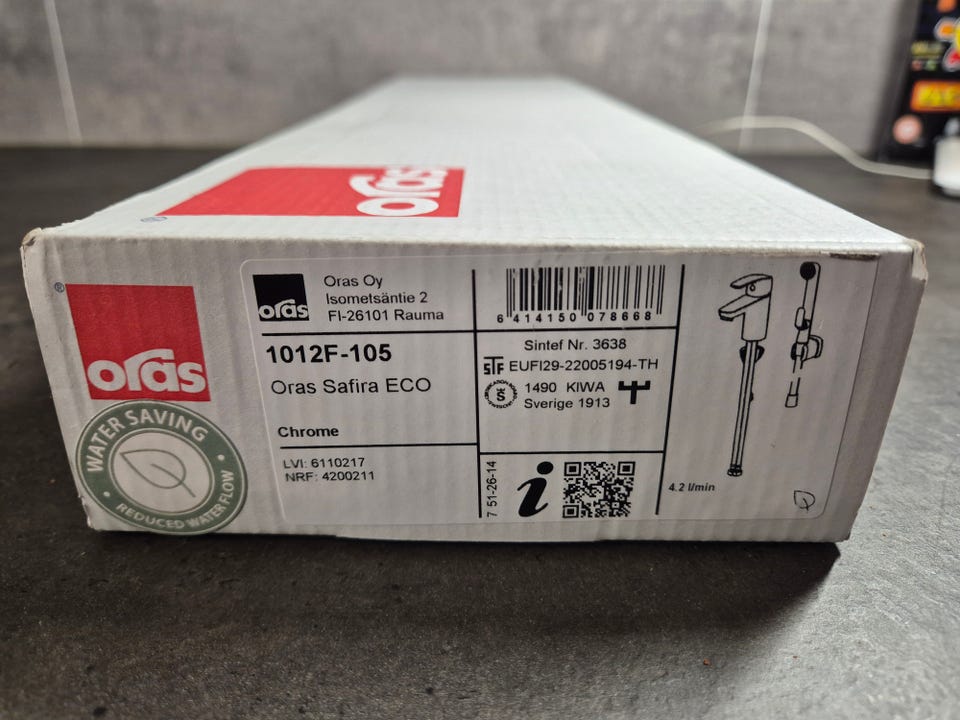 oras
®
®
oras
WATER SAVING
REDUCED WATER FLOW
oras
Oras Oy
Isometsäntie 2
FI-26101 Rauma
1012F-105
Oras Safira ECO
Chrome
LVI: 6110217
NRF: 4200211
6 414150 078668
Sintef Nr. 3638
STF EUFI29-22005194-TH
1490 KIWA
Sverige 1913
7 51-26-14
i
4.2 l/min